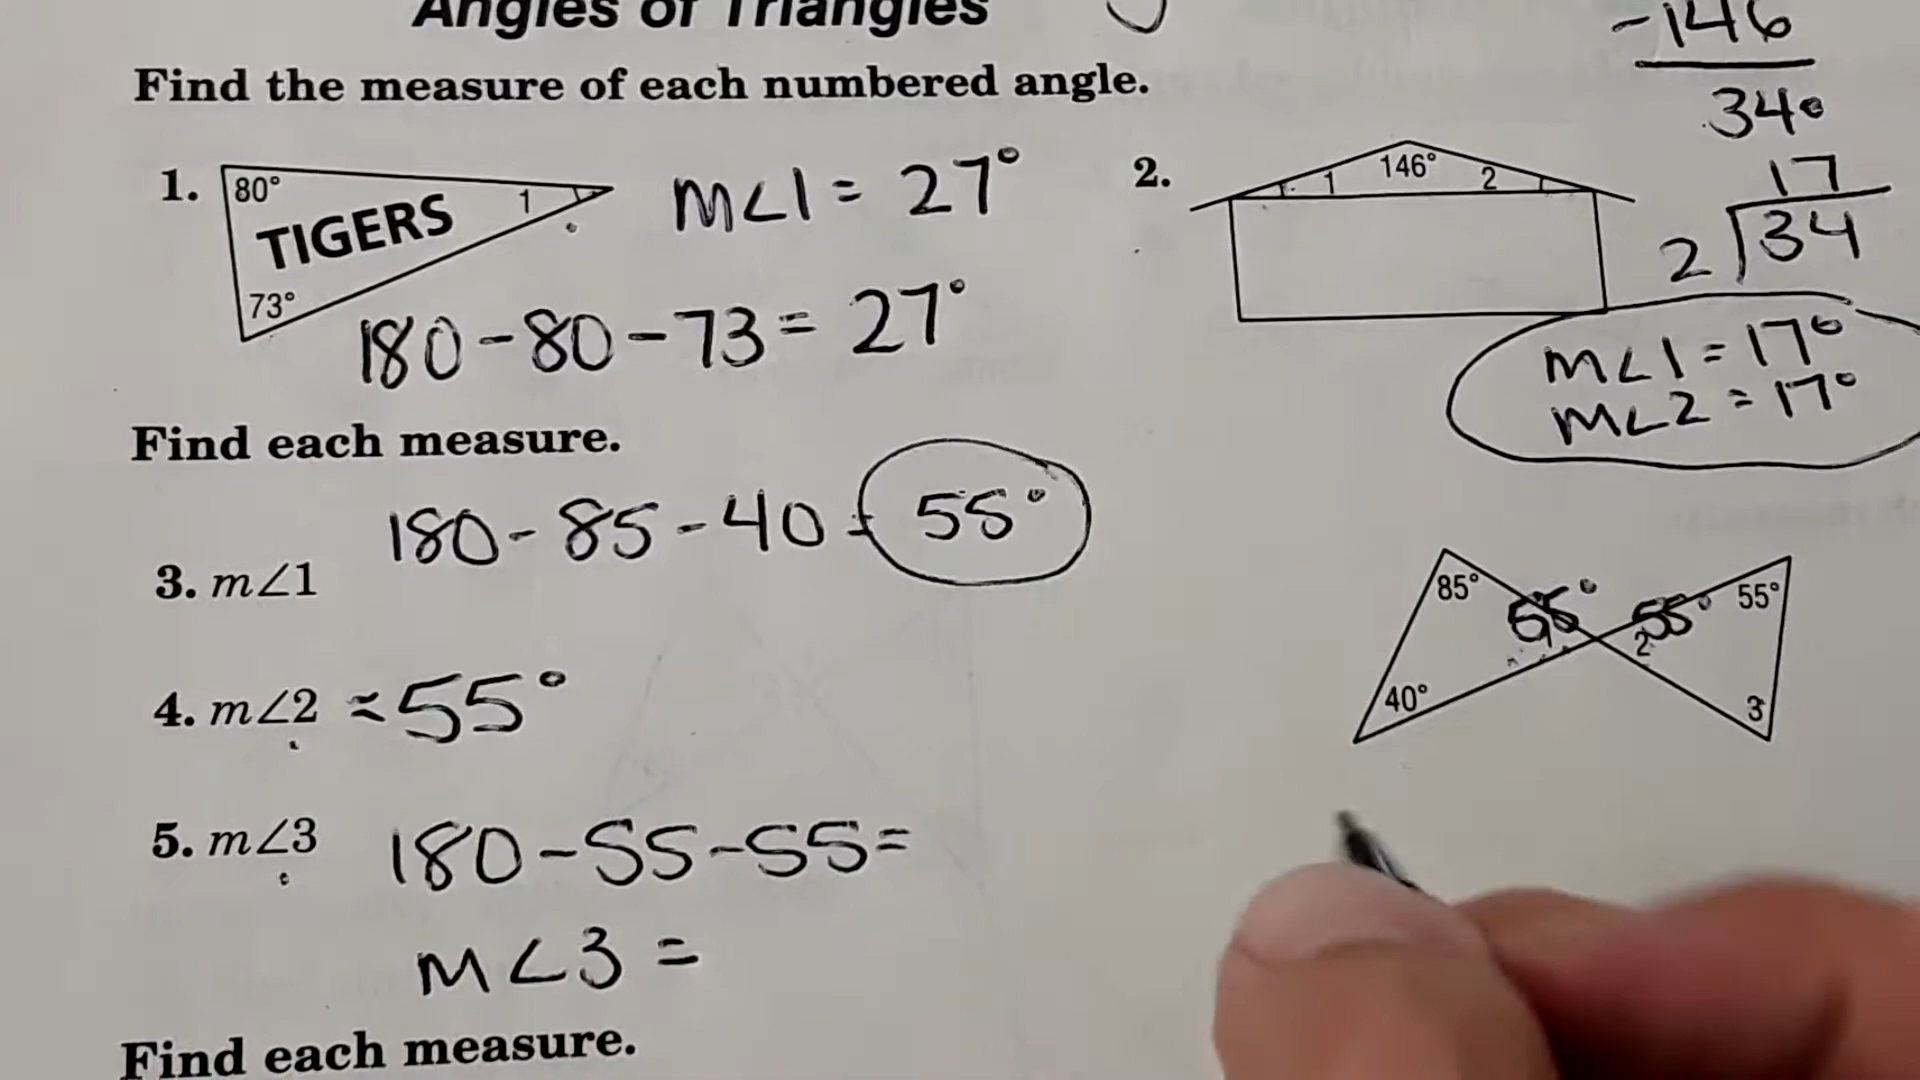 Angles of Triangles
-146
34°
Find the measure of each numbered angle.
1.
80°
TIGERS
1
73°
m∠1 = 27°
180-80-73= 27°
2.
146°
1
2
17
2
34
m∠1 = 17°
m∠2 = 17°
Find each measure.
180-85-40 = 55°
3. m∠1
4. m∠2 = 55°
5. m∠3 180-55-55=
m∠3 =
85°
55°
55°
55°
2
40°
3
Find each measure.